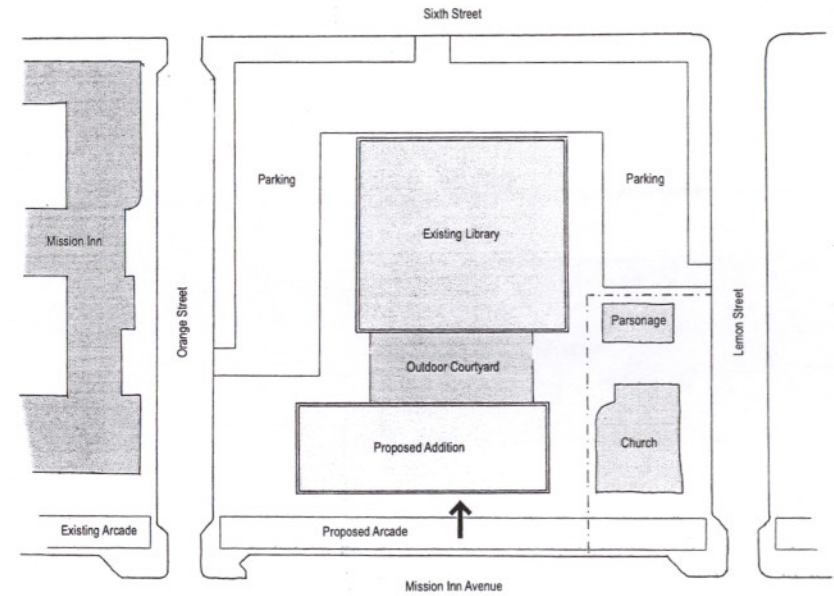 Sixth Street
Parking
Parking
Existing Library
Mission Inn
Orange Street
Lemon Street
Parsonage
Outdoor Courtyard
Church
Proposed Addition
Existing Arcade
Proposed Arcade
Mission Inn Avenue